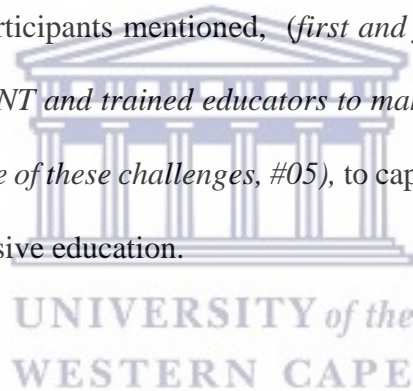 rticipants mentioned, (first and
NT and trained educators to mak
e of these challenges, #05), to cap
sive education.
UNIVERSITY of the
WESTERN CAPE